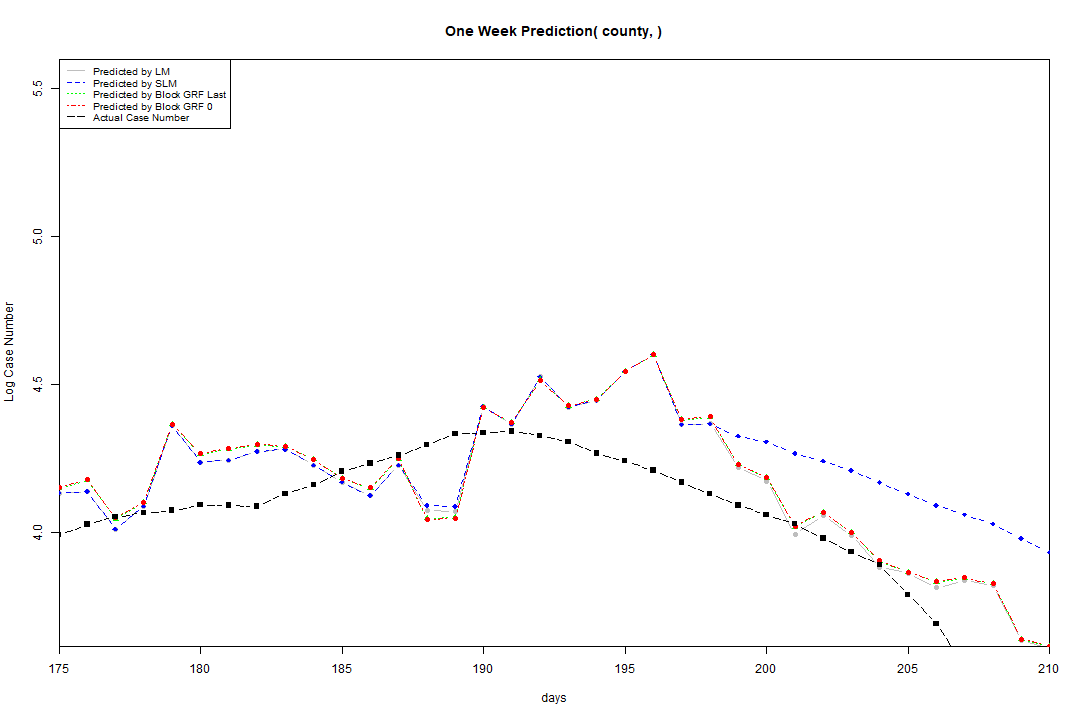 One Week Prediction( county, )
Predicted by LM
Predicted by SLM
Predicted by Block GRF Last
Predicted by Block GRF 0
Actual Case Number
5.5
5.0
4.5
4.0
Log Case Number
175 180 185 190 195 200 205 210
days